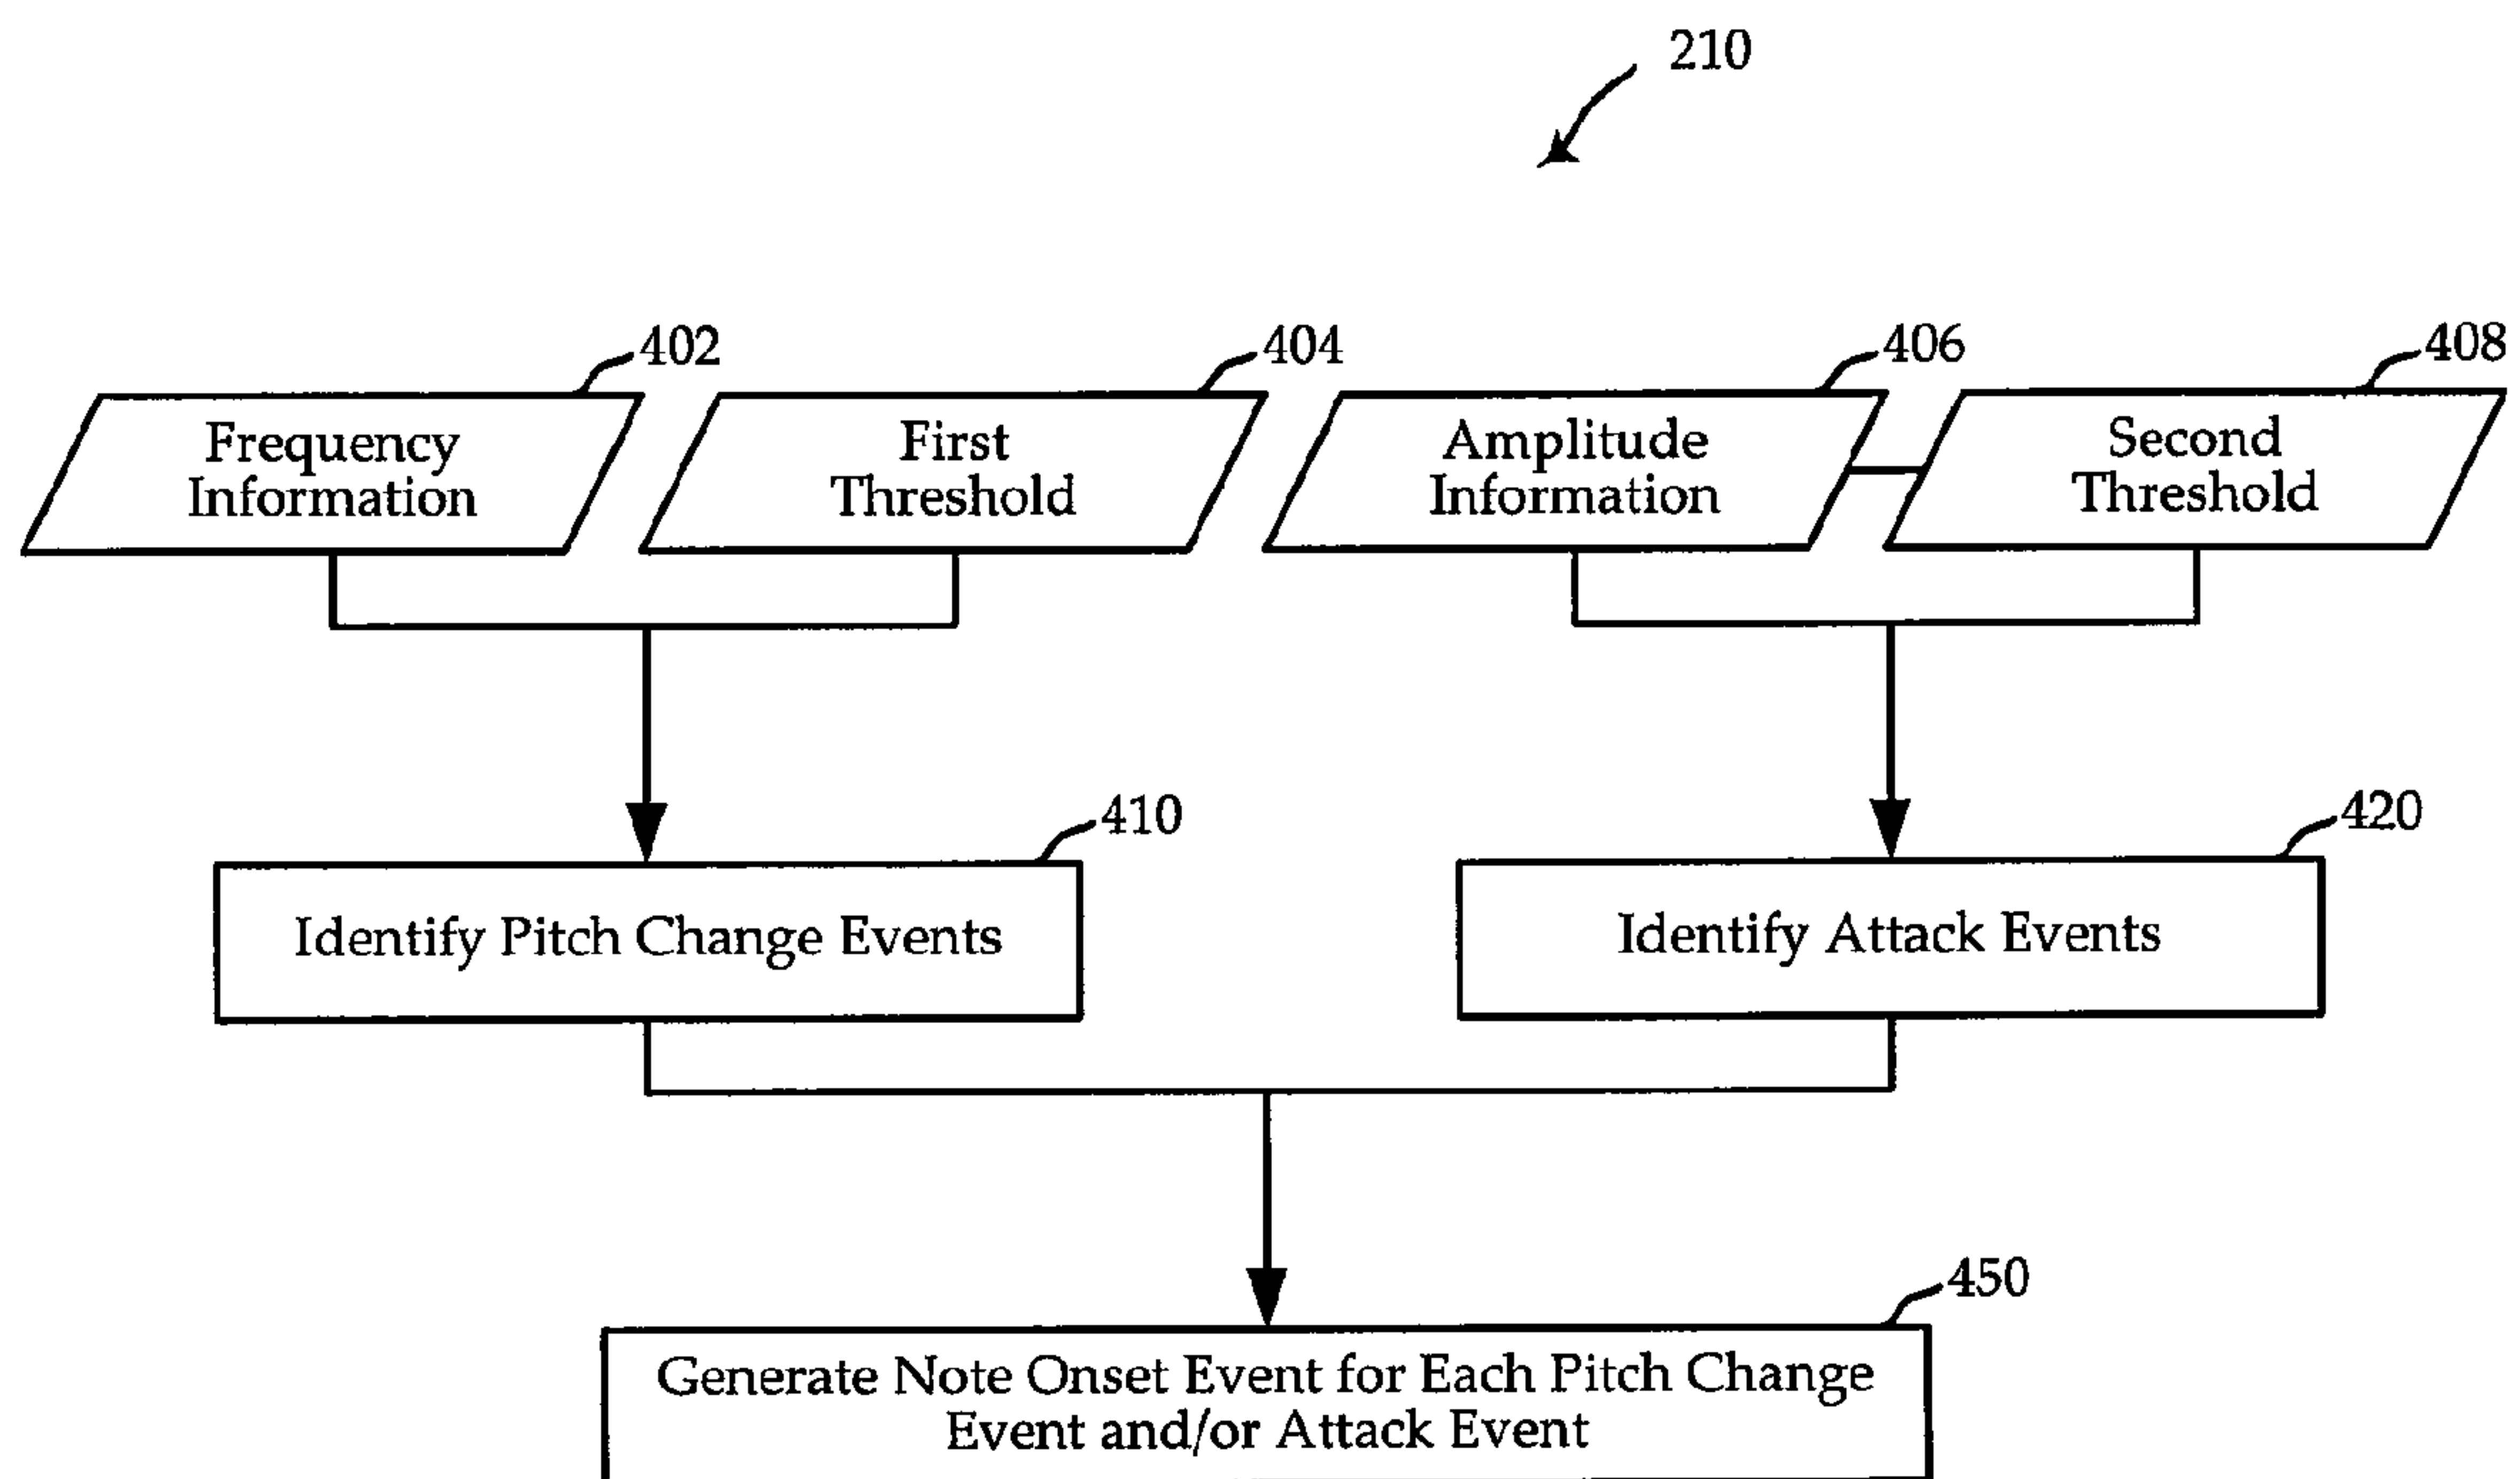 210
402
404
406
408
Frequency
Information
First
Threshold
Amplitude
Information
Second
Threshold
410
420
Identify Pitch Change Events
Identify Attack Events
450
Generate Note Onset Event for Each Pitch Change
Event and/or Attack Event